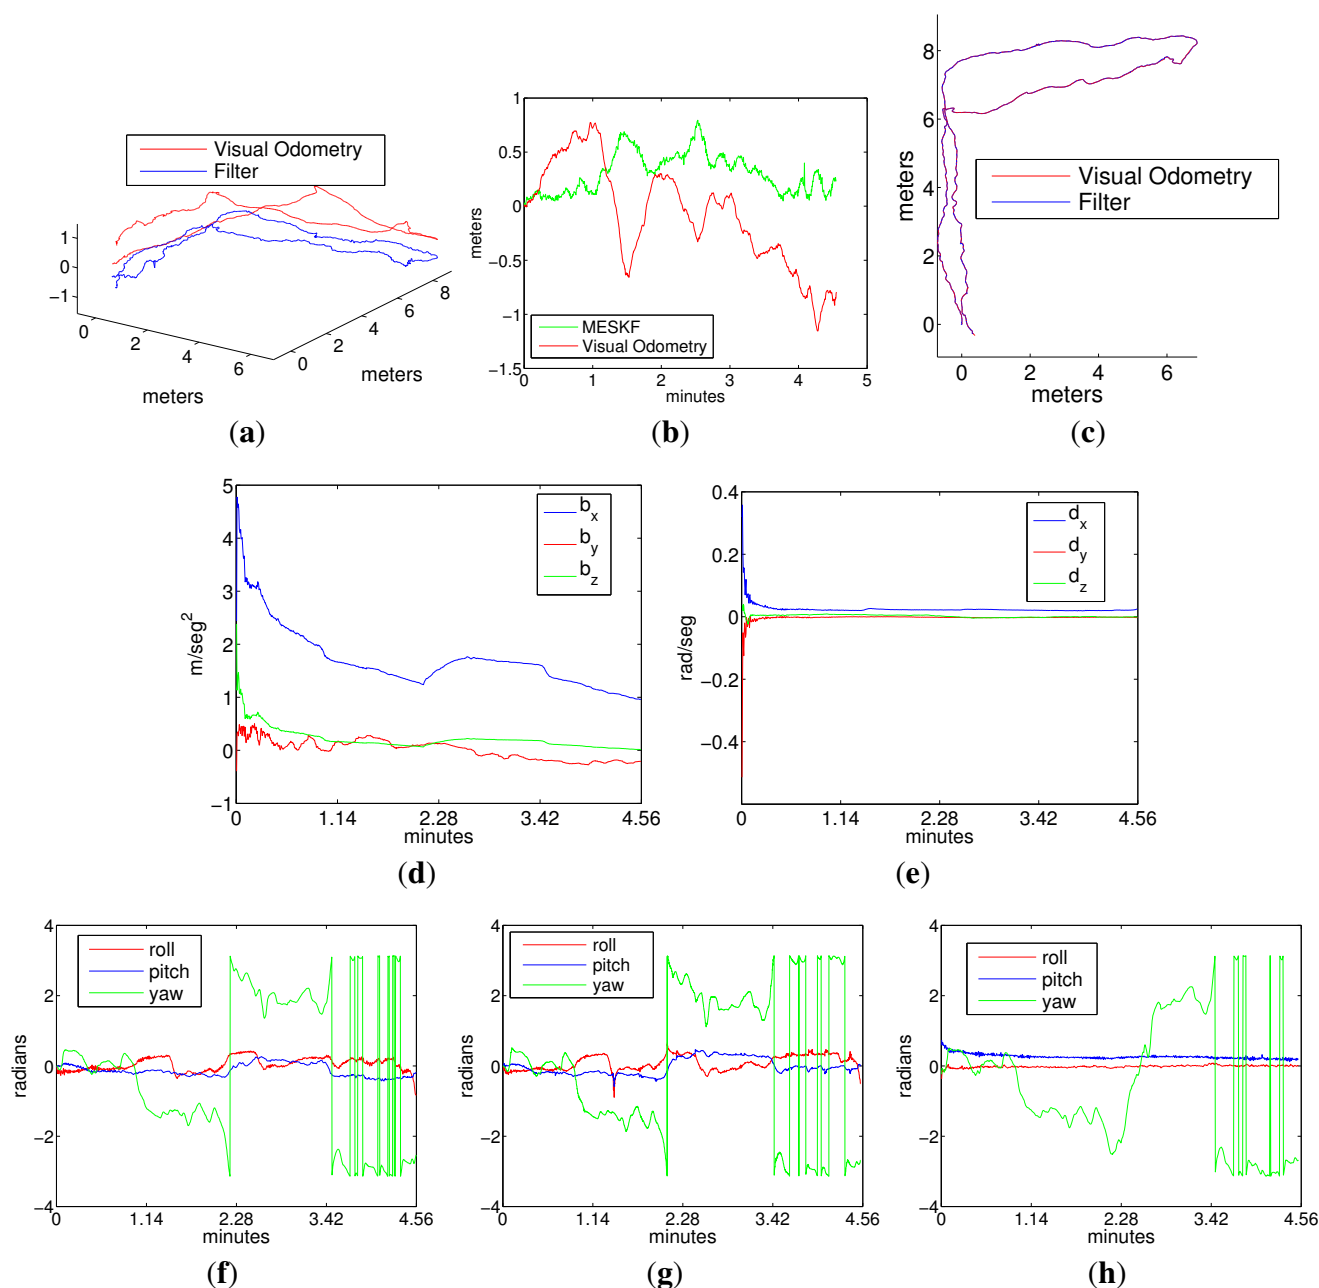 Visual Odometry
Filter
1
0
−1
0
2
4
6
0
2
4
6
8
meters
meters
(a)
1
0.5
0
−0.5
−1
−1.5
meters
MESKF
Visual Odometry
0
1
2
3
4
5
minutes
(b)
8
6
4
2
0
meters
Visual Odometry
Filter
0
2
4
6
meters
(c)
5
4
3
2
1
0
−1
m/seg²
b_x
b_y
b_z
0
1.14
2.28
3.42
4.56
minutes
(d)
0.4
0.2
0
−0.2
−0.4
rad/seg
d_x
d_y
d_z
0
1.14
2.28
3.42
4.56
minutes
(e)
4
2
0
−2
−4
radians
roll
pitch
yaw
0
1.14
2.28
3.42
4.56
minutes
(f)
4
2
0
−2
−4
radians
roll
pitch
yaw
0
1.14
2.28
3.42
4.56
minutes
(g)
4
2
0
−2
−4
radians
roll
pitch
yaw
0
1.14
2.28
3.42
4.56
minutes
(h)